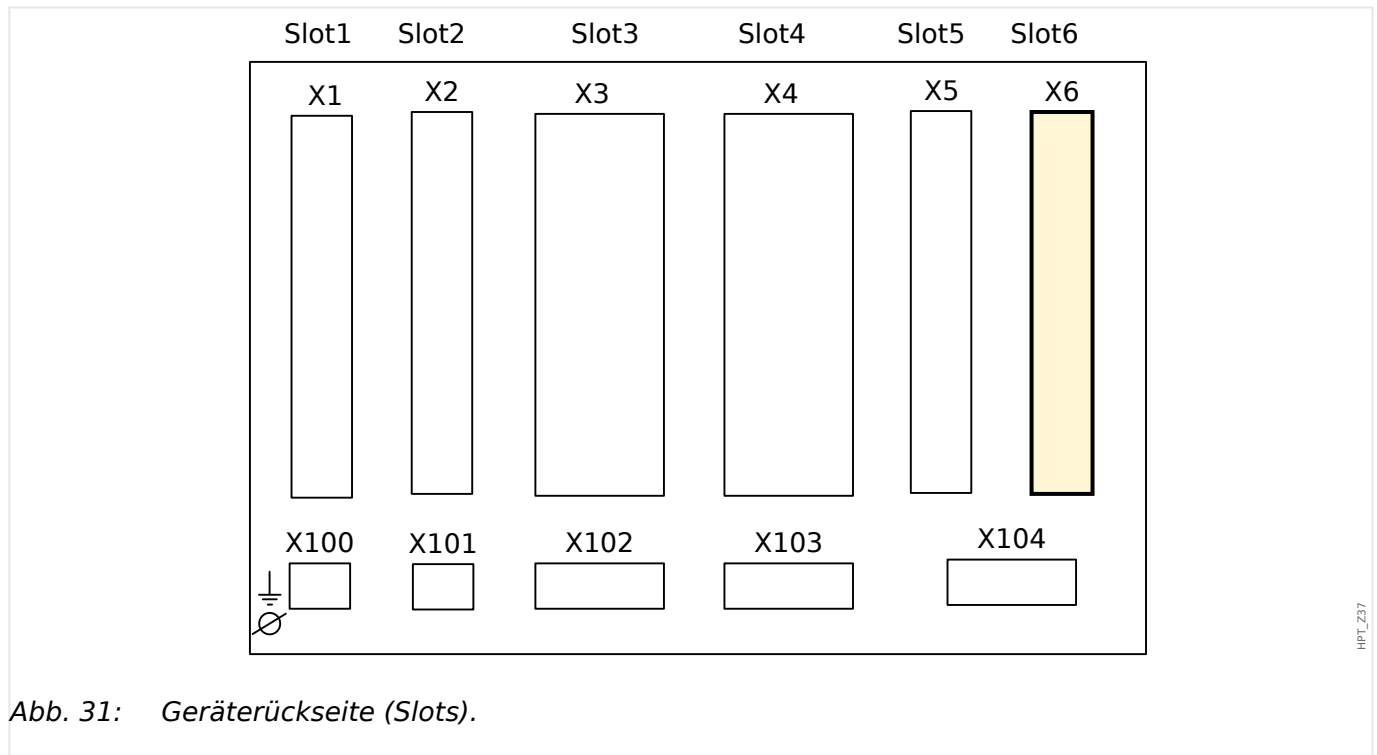 Slot1 Slot2 Slot3 Slot4 Slot5 Slot6
X1 X2 X3 X4 X5 X6
X100 X101 X102 X103 X104
HPT_Z37
Abb. 31: Geräterückseite (Slots).